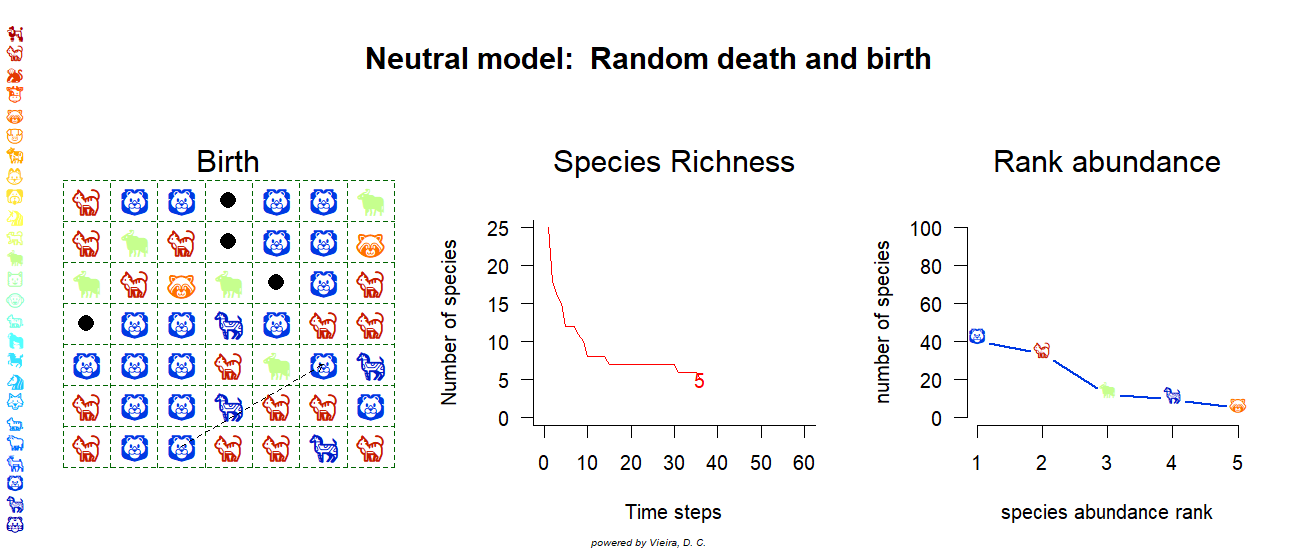 Neutral model:  Random death and birth
Birth
Species Richness
Rank abundance
Number of species
25
20
15
10
5
0
5
0 10 20 30 40 50 60
Time steps
number of species
100
80
60
40
20
0
1 2 3 4 5
species abundance rank
powered by Vieira, D. C.